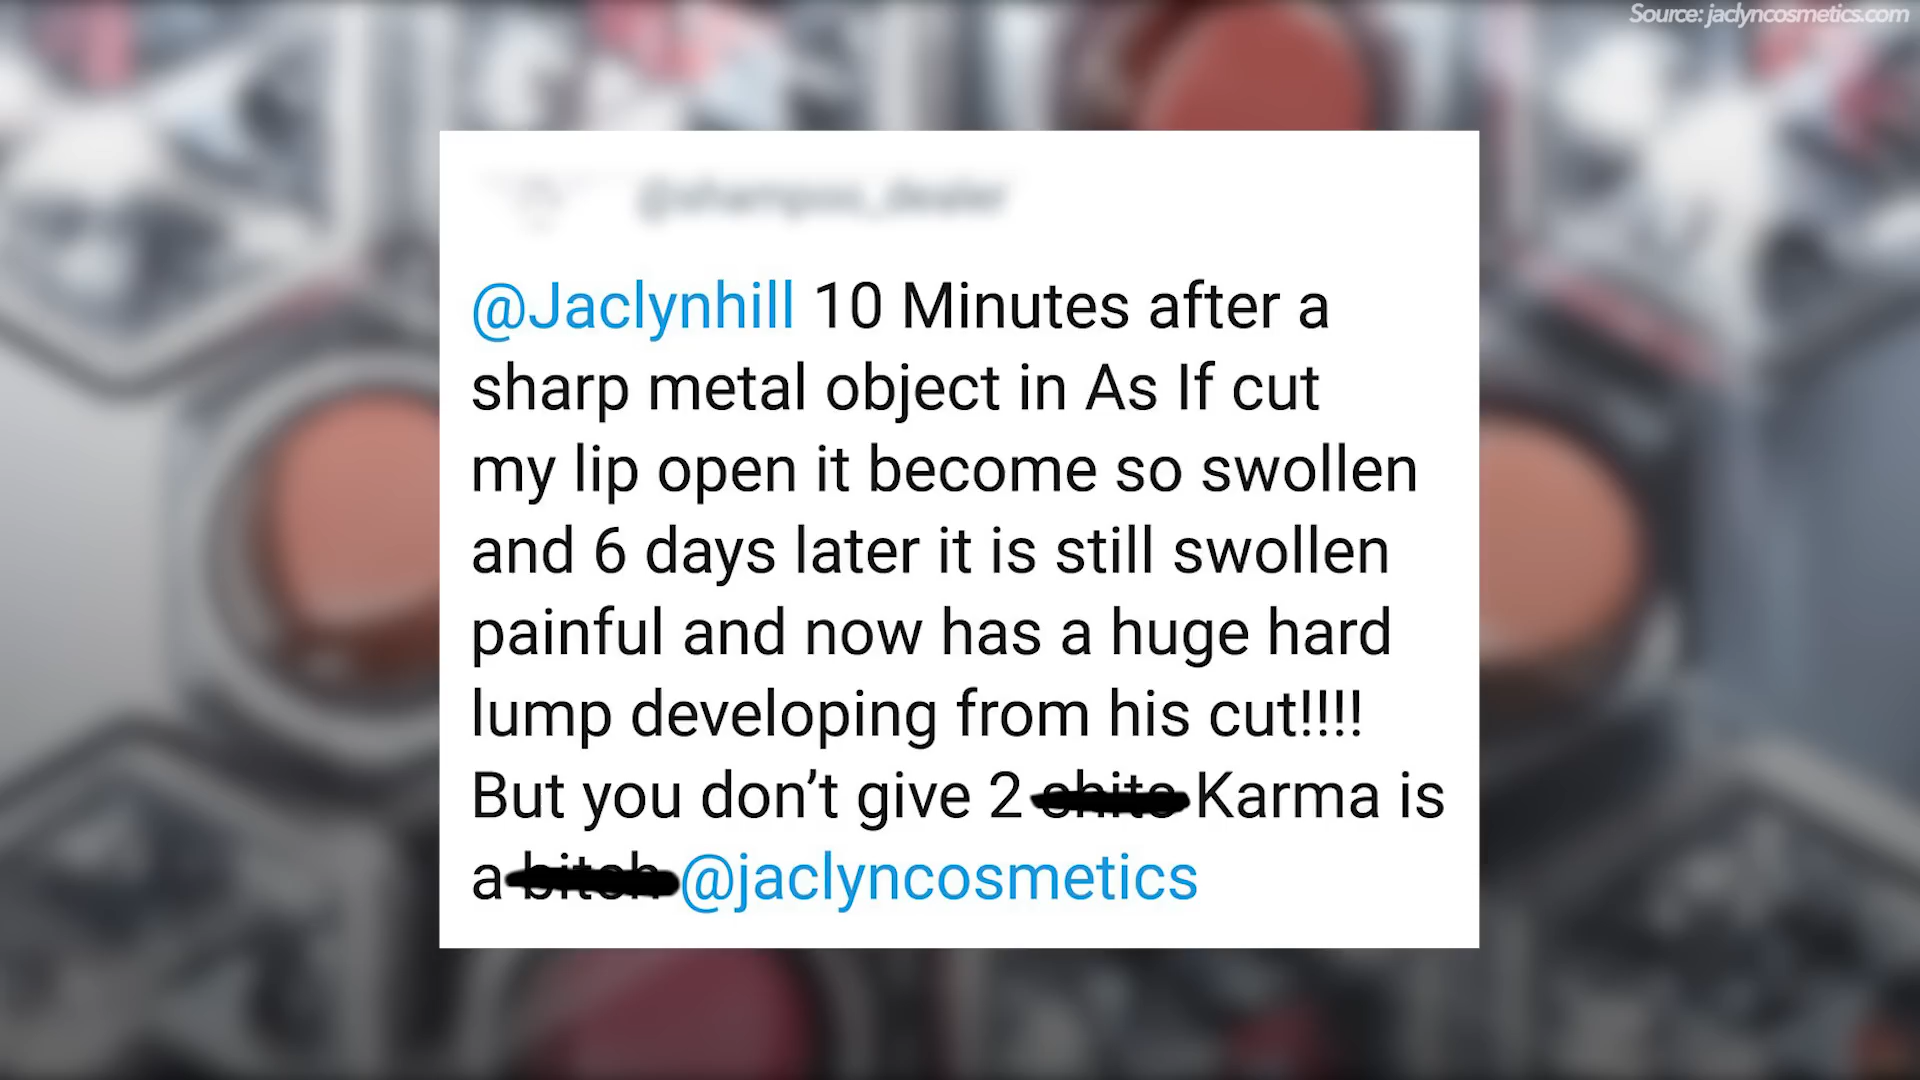 Source: jaclyncosmetics.com
@Jaclynhill 10 Minutes after a
sharp metal object in As If cut
my lip open it become so swollen
and 6 days later it is still swollen
painful and now has a huge hard
lump developing from his cut!!!!
But you don’t give 2 shits Karma is
a bitch @jaclyncosmetics